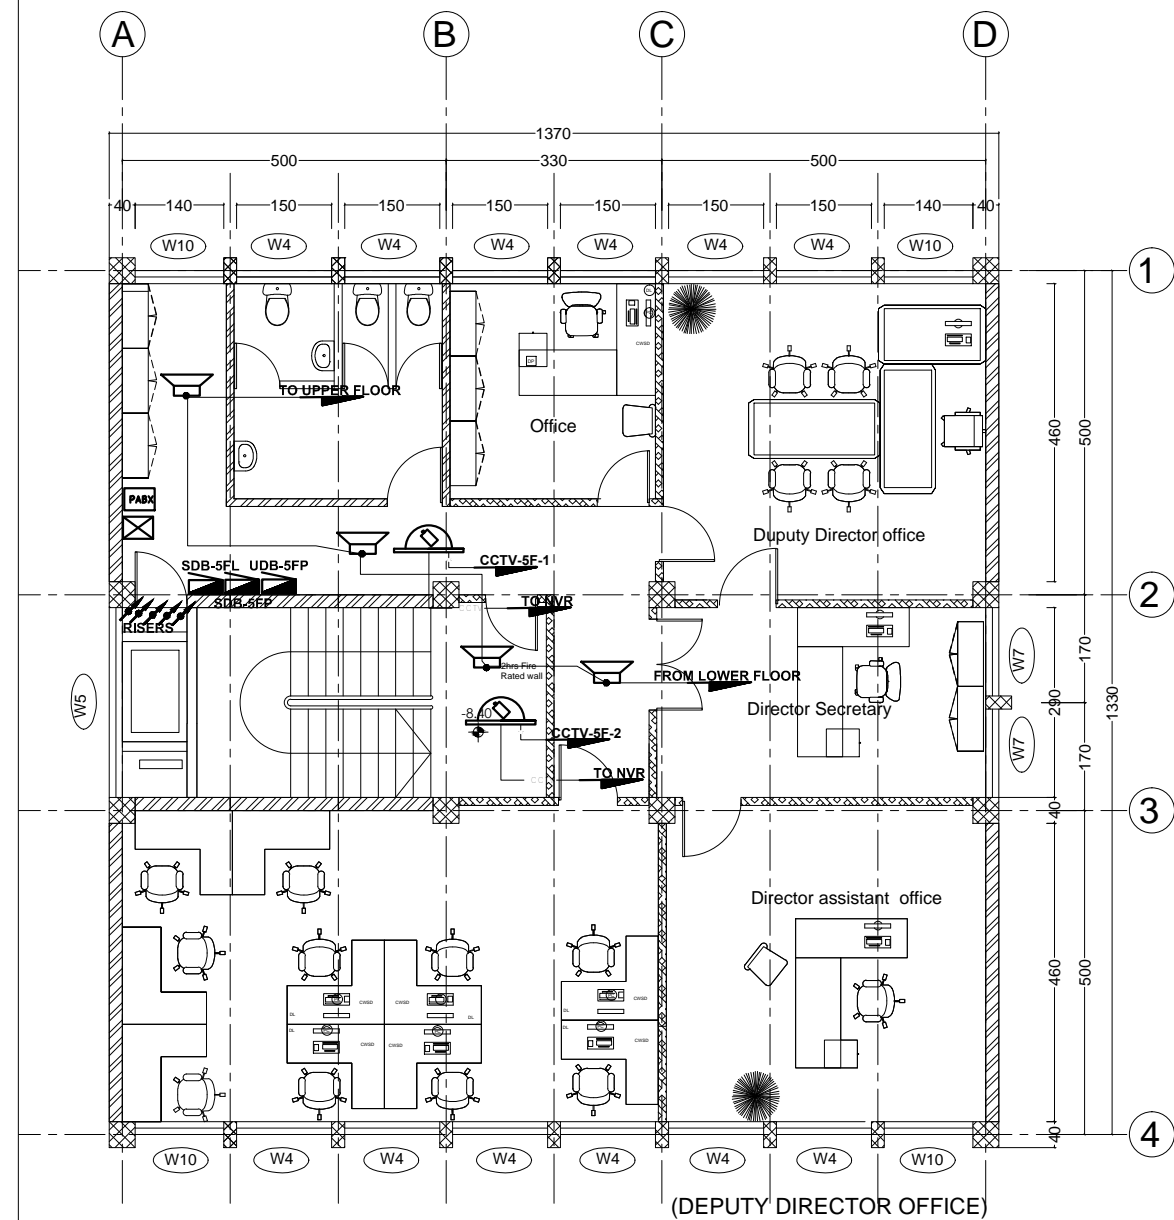 A B C D
1370
500 330 500
40 140 150 150 150 150 150 150 140 40
W10 W4 W4 W4 W4 W4 W4 W10
1
DL
CWSD
DP
TO UPPER FLOOR
Office
460 500
PABX
Duputy Director office
SDB-5FL UDB-5FP
CCTV-5F-1
SDB-5FP
TO NVR
2
RISERS
2hrs Fire
Rated wall
FROM LOWER FLOOR
W5
W7
170
290
1330
Director Secretary
-8.40
CCTV-5F-2
W7
170
TO NVR
40
3
Director assistant office
460 500
CWSD CWSD
DL DL DL
DL CWSD CWSD DL
40
4
W10 W4 W4 W4 W4 W4 W4 W10
(DEPUTY DIRECTOR OFFICE)